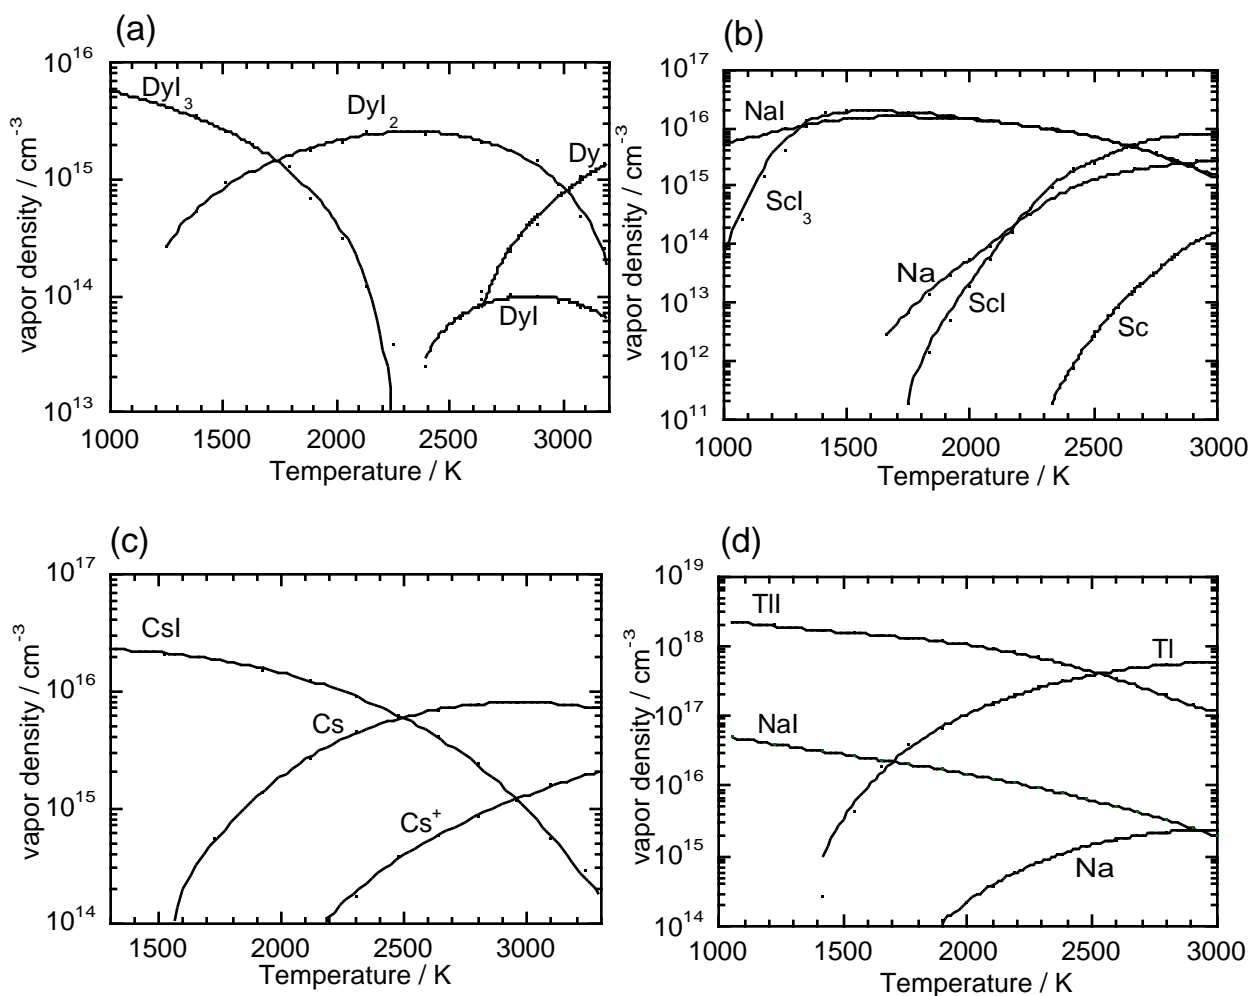 (a)
10^16
10^15
10^14
10^13
vapor density / cm^-3
DyI_3
DyI_2
Dy
DyI
1000 1500 2000 2500 3000
Temperature / K
(b)
10^17
10^16
10^15
10^14
10^13
10^12
10^11
vapor density / cm^-3
NaI
ScI_3
Na
ScI
Sc
1000 1500 2000 2500 3000
Temperature / K
(c)
10^17
10^16
10^15
10^14
vapor density / cm^-3
CsI
Cs
Cs^+
1500 2000 2500 3000
Temperature / K
(d)
10^19
10^18
10^17
10^16
10^15
10^14
vapor density / cm^-3
TlI
Tl
NaI
Na
1000 1500 2000 2500 3000
Temperature / K